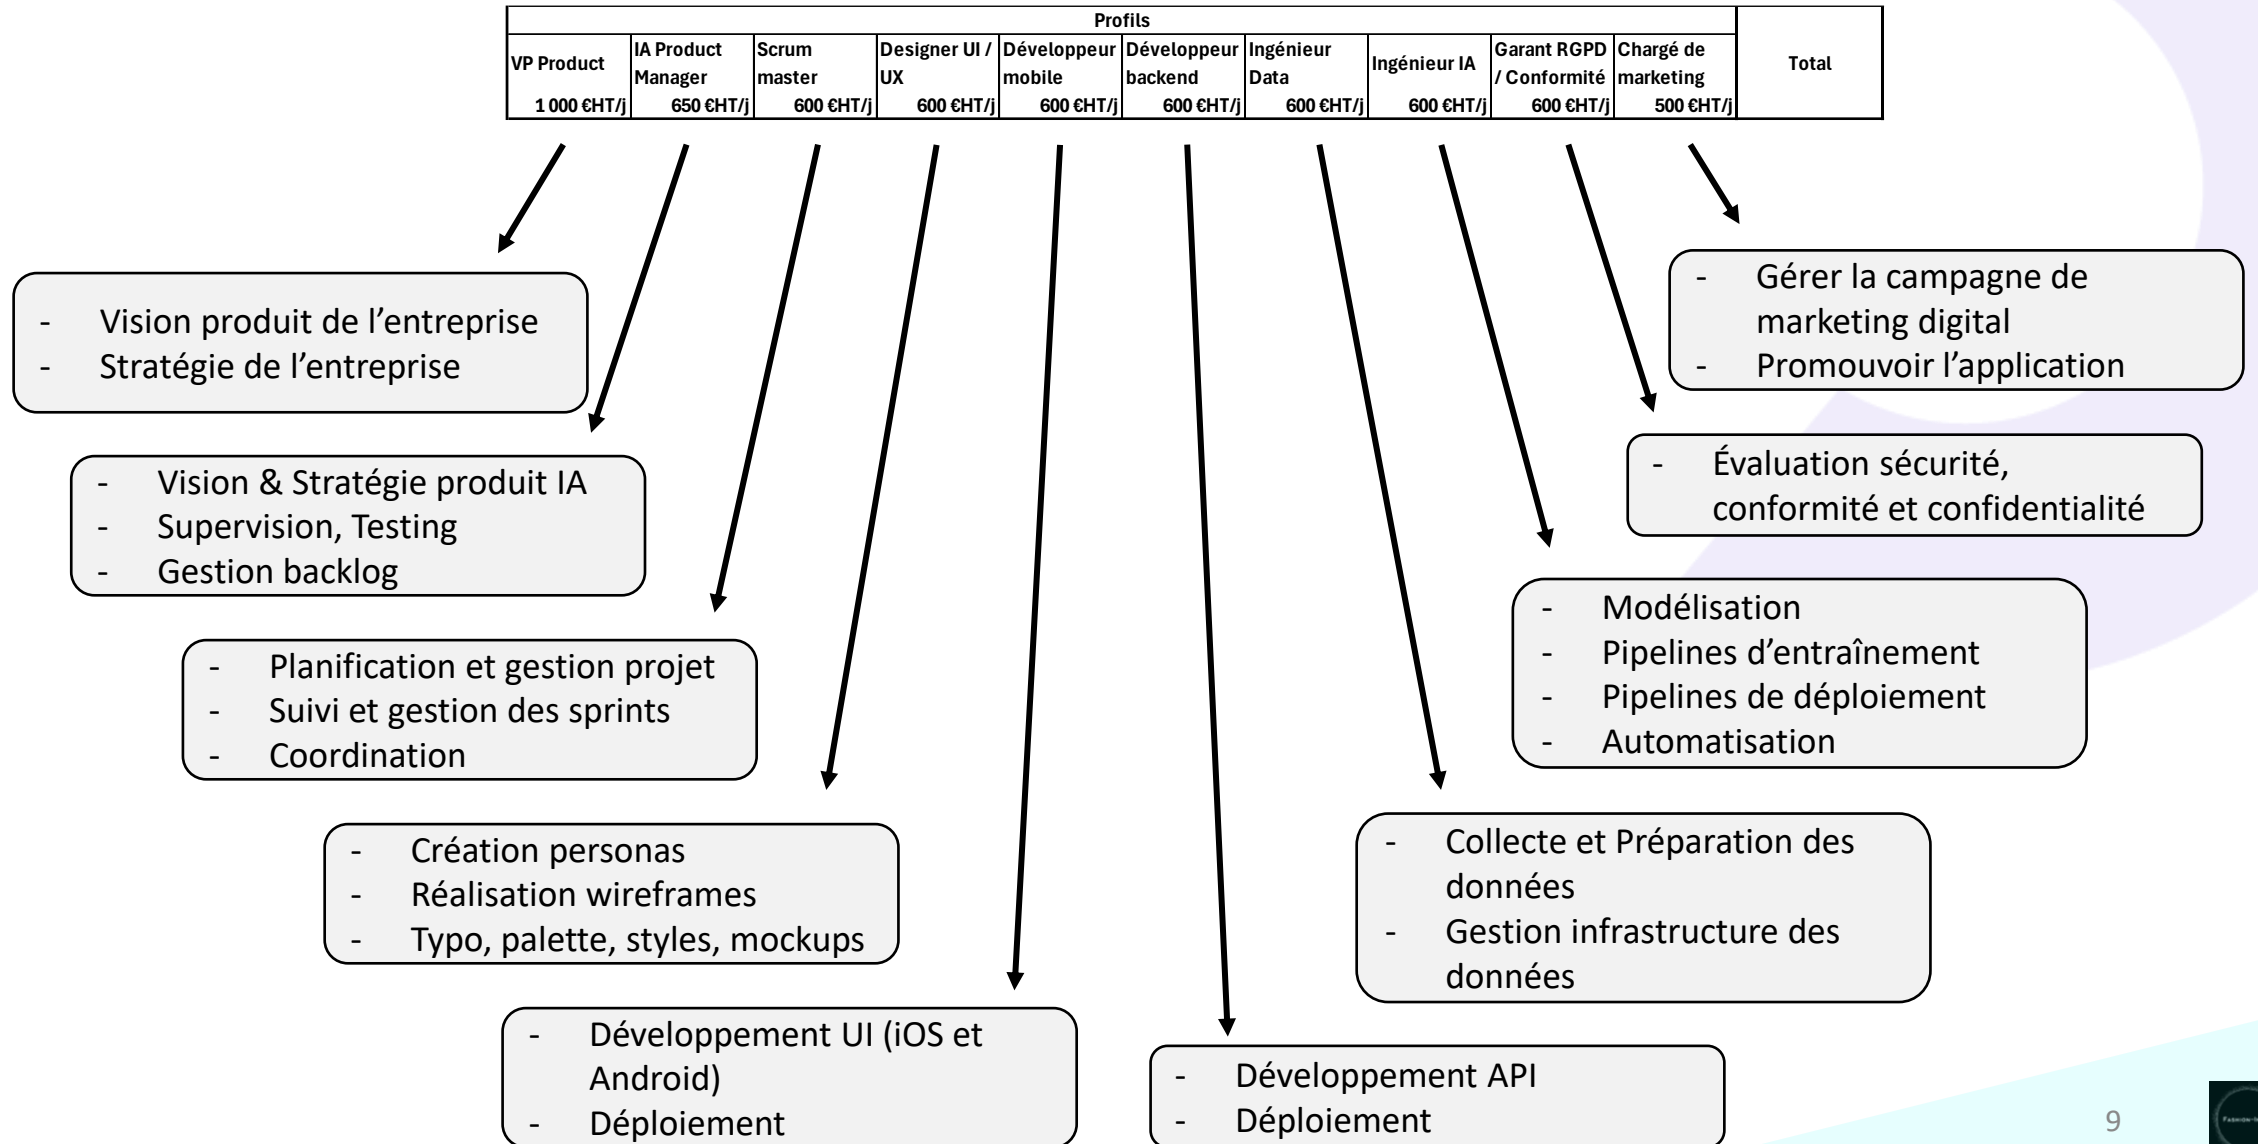 Profils
VP Product
IA Product
Manager
Scrum
master
Designer UI /
UX
Développeur
mobile
Développeur
backend
Ingénieur
Data
Ingénieur IA
Garant RGPD
/ Conformité
Chargé de
marketing
Total
1 000 €HT/j
650 €HT/j
600 €HT/j
600 €HT/j
600 €HT/j
600 €HT/j
600 €HT/j
600 €HT/j
600 €HT/j
500 €HT/j
- Vision produit de l’entreprise
- Stratégie de l’entreprise
- Vision & Stratégie produit IA
- Supervision, Testing
- Gestion backlog
- Planification et gestion projet
- Suivi et gestion des sprints
- Coordination
- Création personas
- Réalisation wireframes
- Typo, palette, styles, mockups
- Développement UI (iOS et
Android)
- Déploiement
- Développement API
- Déploiement
- Collecte et Préparation des
données
- Gestion infrastructure des
données
- Modélisation
- Pipelines d’entraînement
- Pipelines de déploiement
- Automatisation
- Évaluation sécurité,
conformité et confidentialité
- Gérer la campagne de
marketing digital
- Promouvoir l’application
9